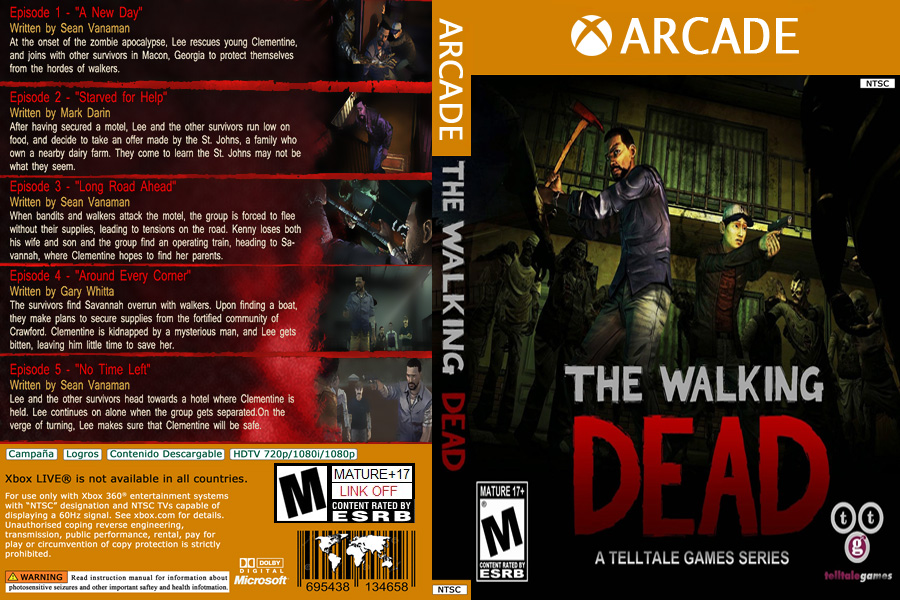 Episode 1 - "A New Day"
Written by Sean Vanaman
At the onset of the zombie apocalypse, Lee rescues young Clementine,
and joins with other survivors in Macon, Georgia to protect themselves
from the hordes of walkers.
Episode 2 - "Starved for Help"
Written by Mark Darin
After having secured a motel, Lee and the other survivors run low on
food, and decide to take an offer made by the St. Johns, a family who
own a nearby dairy farm. They come to learn the St. Johns may not be
what they seem.
Episode 3 - "Long Road Ahead"
Written by Sean Vanaman
When bandits and walkers attack the motel, the group is forced to flee
without their supplies, leading to tensions on the road. Kenny loses both
his wife and son and the group find an operating train, heading to Sa-
vannah, where Clementine hopes to find her parents.
Episode 4 - "Around Every Corner"
Written by Gary Whitta
The survivors find Savannah overrun with walkers. Upon finding a boat,
they make plans to secure supplies from the fortified community of
Crawford. Clementine is kidnapped by a mysterious man, and Lee gets
bitten, leaving him little time to save her.
Episode 5 - "No Time Left"
Written by Sean Vanaman
Lee and the other survivors head towards a hotel where Clementine is
held. Lee continues on alone when the group gets separated.On the
verge of turning, Lee makes sure that Clementine will be safe.
Campaña Logros Contenido Descargable HDTV 720p/1080i/1080p
Xbox LIVE® is not available in all countries.
For use only with Xbox 360® entertainment systems
with "NTSC" designation and NTSC TVs capable of
displaying a 60Hz signal. See xbox.com for details.
Unauthorised coping reverse engineering,
transmission, public performance, rental, pay for
play or circumvention of copy protection is strictly
prohibited.
WARNING Read instruction manual for information about
photosensitive seizures and other important saftey and health infotmation.
DOLBY
DIGITAL
Microsoft®
M
MATURE+17
LINK OFF
CONTENT RATED BY
ESRB
695438 134658
ARCADE
THE WALKING DEAD
NTSC
ARCADE
NTSC
THE WALKING
DEAD
A TELLTALE GAMES SERIES
MATURE 17+
M
CONTENT RATED BY
ESRB
t t
g
telltalegames